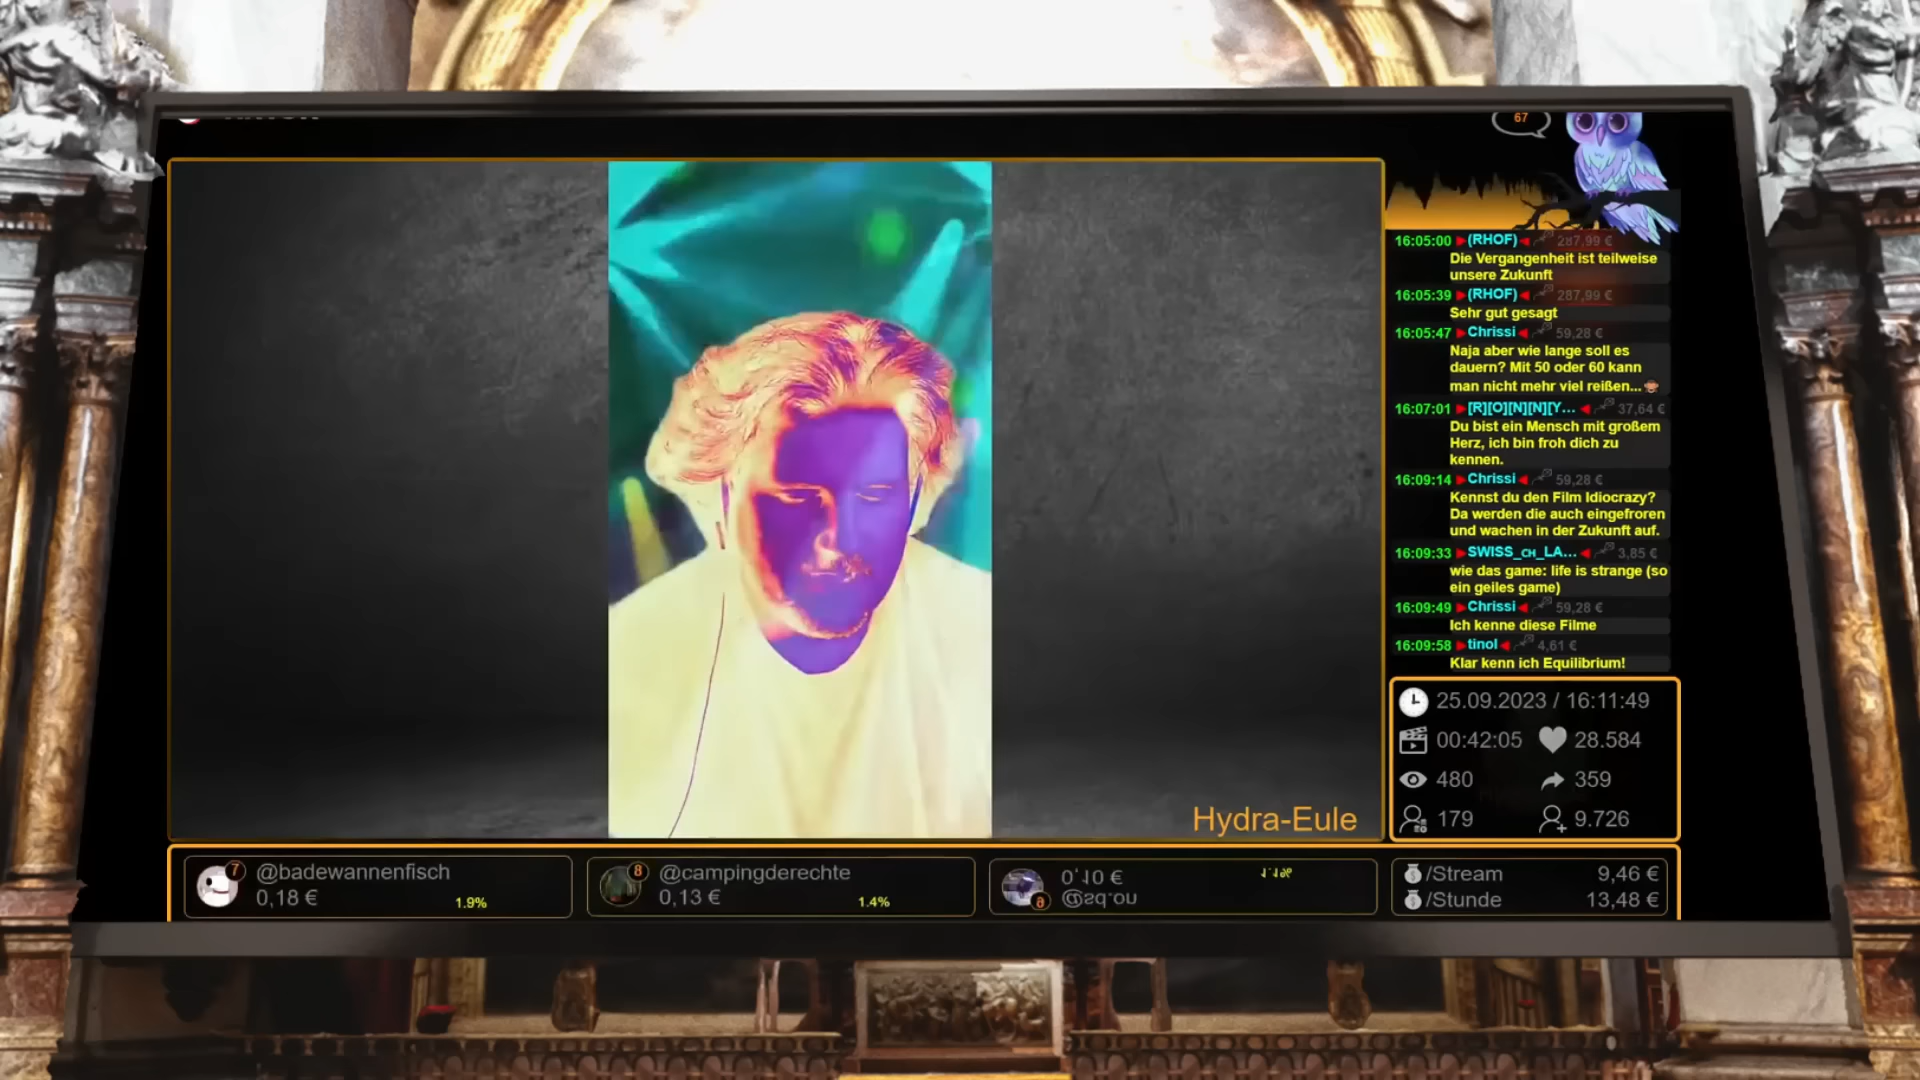 67
16:05:00 (RHOF) 287,99 €
Die Vergangenheit ist teilweise
unsere Zukunft
16:05:39 (RHOF) 287,99 €
Sehr gut gesagt
16:05:47 Chrissi 59,28 €
Naja aber wie lange soll es
dauern? Mit 50 oder 60 kann
man nicht mehr viel reißen...
16:07:01 [R][O][N][N][Y... 37,64 €
Du bist ein Mensch mit großem
Herz, ich bin froh dich zu
kennen.
16:09:14 Chrissi 59,28 €
Kennst du den Film Idiocrazy?
Da werden die auch eingefroren
und wachen in der Zukunft auf.
16:09:33 SWISS_CH_LA... 3,85 €
wie das game: life is strange (so
ein geiles game)
16:09:49 Chrissi 59,28 €
Ich kenne diese Filme
16:09:58 tinol 4,61 €
Klar kenn ich Equilibrium!
25.09.2023 / 16:11:49
00:42:05 28.584
480 359
179 9.726
Hydra-Eule
7 @badewannenfisch
0,18 € 1.9%
8 @campingderechte
0,13 € 1.4%
/Stream 9,46 €
/Stunde 13,48 €